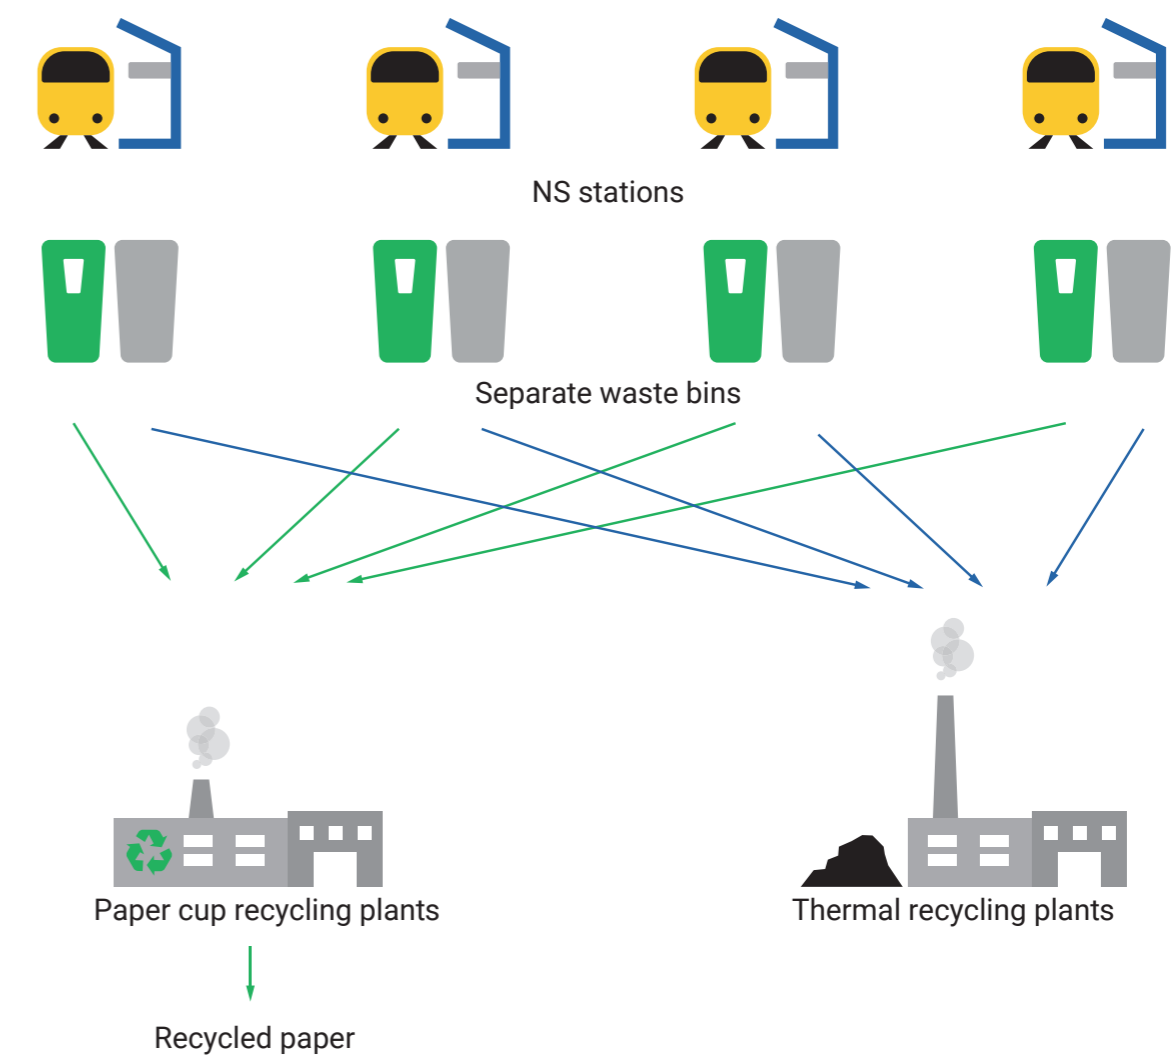 NS stations
Separate waste bins
Paper cup recycling plants
Thermal recycling plants
Recycled paper